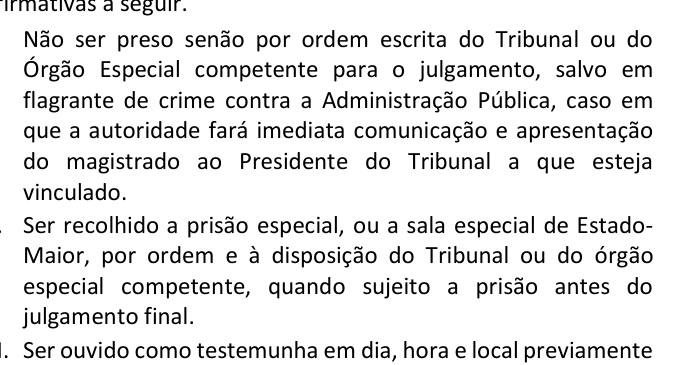 firmativas a seguir.
Não ser preso senão por ordem escrita do Tribunal ou do
Órgão Especial competente para o julgamento, salvo em
flagrante de crime contra a Administração Pública, caso em
que a autoridade fará imediata comunicação e apresentação
do magistrado ao Presidente do Tribunal a que esteja
vinculado.
. Ser recolhido a prisão especial, ou a sala especial de Estado-
Maior, por ordem e à disposição do Tribunal ou do órgão
especial competente, quando sujeito a prisão antes do
julgamento final.
I. Ser ouvido como testemunha em dia, hora e local previamente